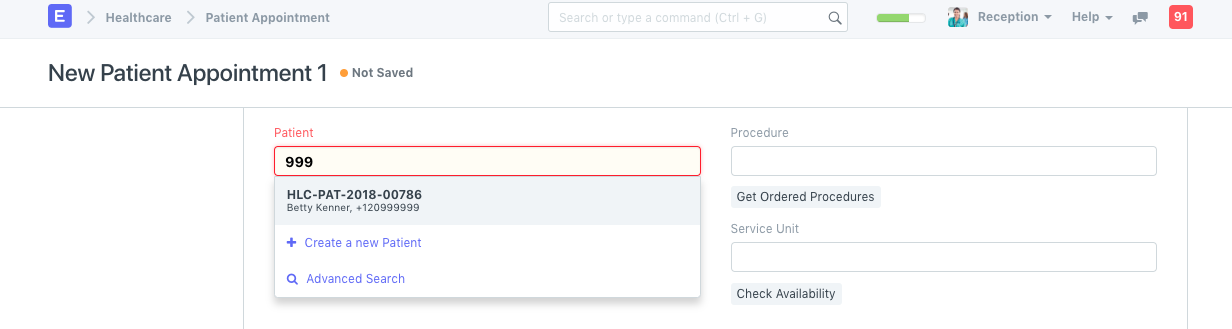 E Healthcare Patient Appointment Search or type a command (Ctrl + G) Reception Help 91
New Patient Appointment 1 Not Saved
Patient
999
HLC-PAT-2018-00786
Betty Kenner, +120999999
Create a new Patient
Advanced Search
Procedure
Get Ordered Procedures
Service Unit
Check Availability